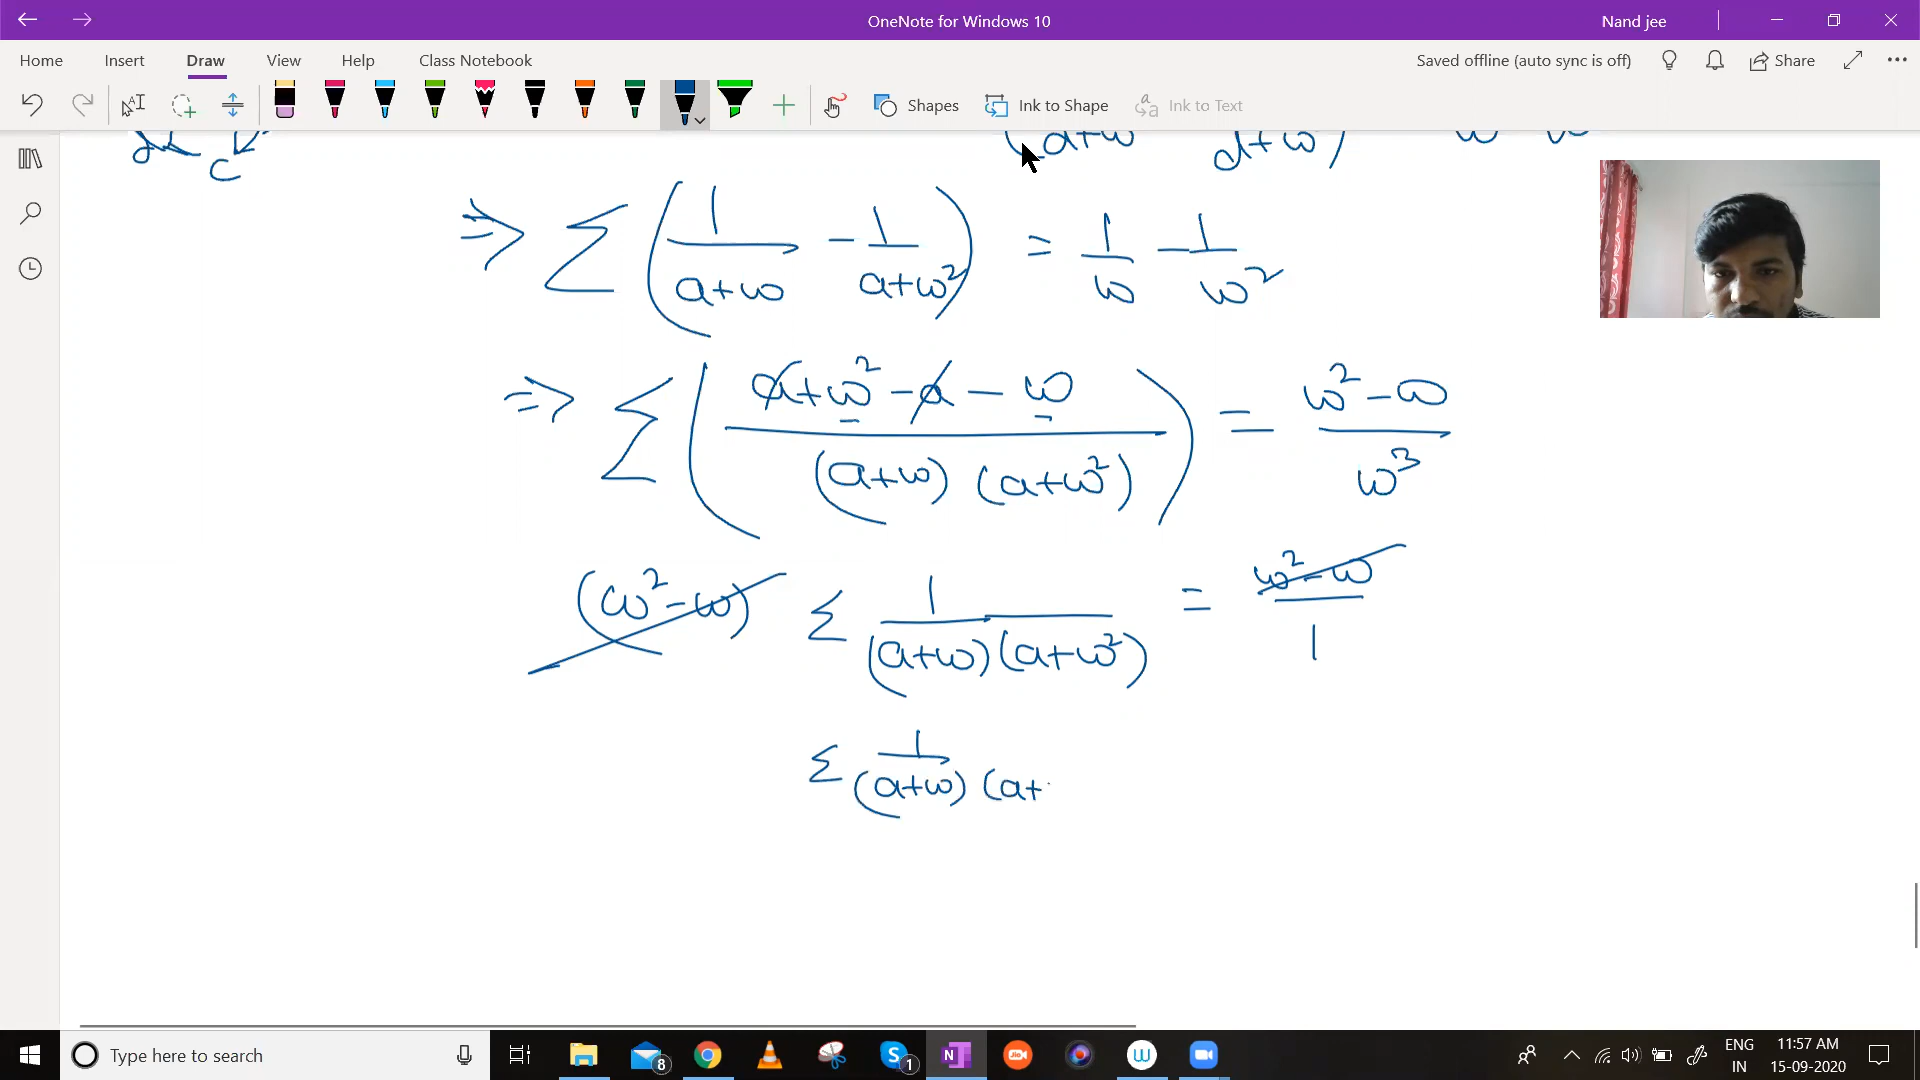 OneNote for Windows 10
Nand jee
Home Insert Draw View Help Class Notebook
Saved offline (auto sync is off) Share
Shapes Ink to Shape Ink to Text
c
(a+ω d+ω)
⇒ Σ (1/(a+ω) - 1/(a+ω²)) = 1/ω - 1/ω²
⇒ Σ ((a+ω² - a - ω)/((a+ω) (a+ω²))) = (ω² - ω)/ω³
(ω² - ω) Σ 1/((a+ω)(a+ω²)) = (ω² - ω)/1
Σ 1/(a+ω) (a+
Type here to search
8
1
ENG
IN
11:57 AM
15-09-2020